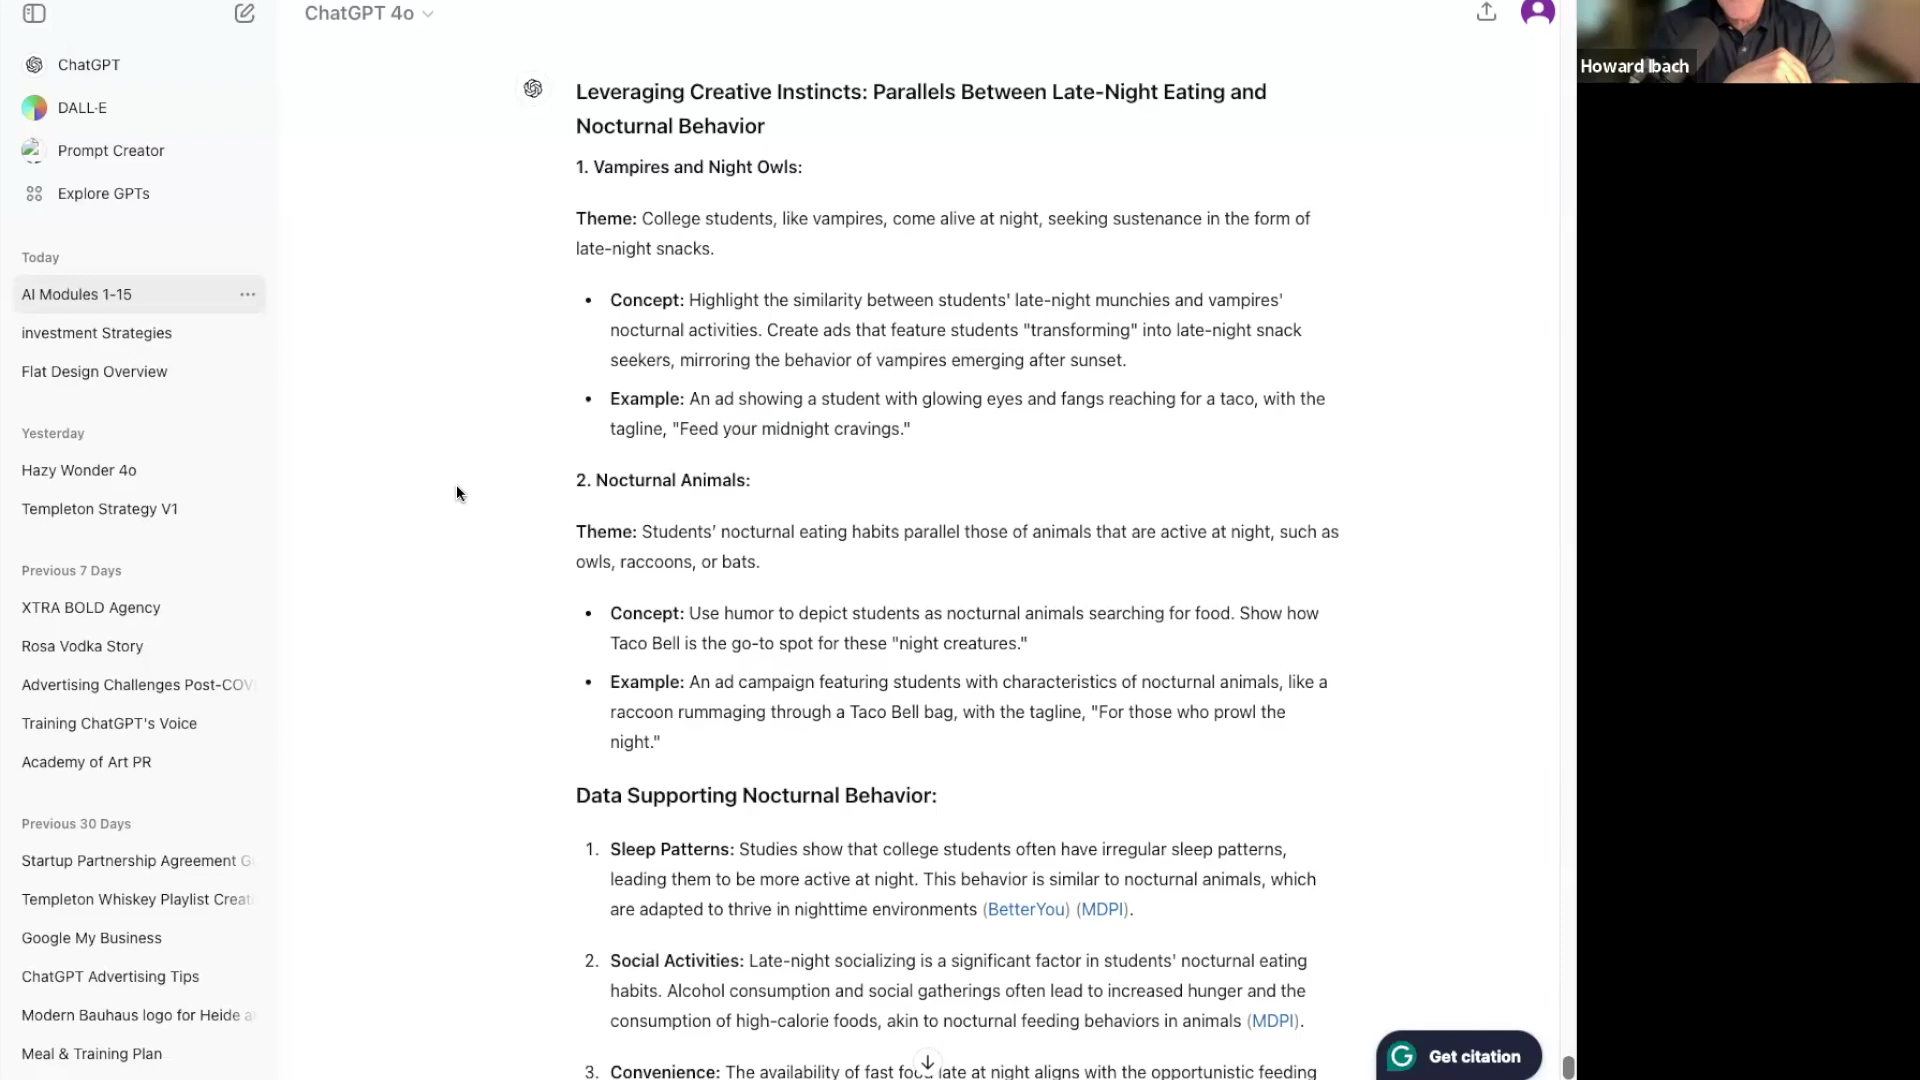 ChatGPT 4o
ChatGPT
DALL·E
Prompt Creator
Explore GPTs
Today
AI Modules 1-15
investment Strategies
Flat Design Overview
Yesterday
Hazy Wonder 4o
Templeton Strategy V1
Previous 7 Days
XTRA BOLD Agency
Rosa Vodka Story
Advertising Challenges Post-COV
Training ChatGPT's Voice
Academy of Art PR
Previous 30 Days
Startup Partnership Agreement G
Templeton Whiskey Playlist Creat
Google My Business
ChatGPT Advertising Tips
Modern Bauhaus logo for Heide a
Meal & Training Plan
Leveraging Creative Instincts: Parallels Between Late-Night Eating and
Nocturnal Behavior
1. Vampires and Night Owls:
Theme: College students, like vampires, come alive at night, seeking sustenance in the form of
late-night snacks.
• Concept: Highlight the similarity between students' late-night munchies and vampires'
nocturnal activities. Create ads that feature students "transforming" into late-night snack
seekers, mirroring the behavior of vampires emerging after sunset.
• Example: An ad showing a student with glowing eyes and fangs reaching for a taco, with the
tagline, "Feed your midnight cravings."
2. Nocturnal Animals:
Theme: Students’ nocturnal eating habits parallel those of animals that are active at night, such as
owls, raccoons, or bats.
• Concept: Use humor to depict students as nocturnal animals searching for food. Show how
Taco Bell is the go-to spot for these "night creatures."
• Example: An ad campaign featuring students with characteristics of nocturnal animals, like a
raccoon rummaging through a Taco Bell bag, with the tagline, "For those who prowl the
night."
Data Supporting Nocturnal Behavior:
1. Sleep Patterns: Studies show that college students often have irregular sleep patterns,
leading them to be more active at night. This behavior is similar to nocturnal animals, which
are adapted to thrive in nighttime environments (BetterYou) (MDPI).
2. Social Activities: Late-night socializing is a significant factor in students' nocturnal eating
habits. Alcohol consumption and social gatherings often lead to increased hunger and the
consumption of high-calorie foods, akin to nocturnal feeding behaviors in animals (MDPI).
3. Convenience: The availability of fast food late at night aligns with the opportunistic feeding
Get citation
Howard Ibach